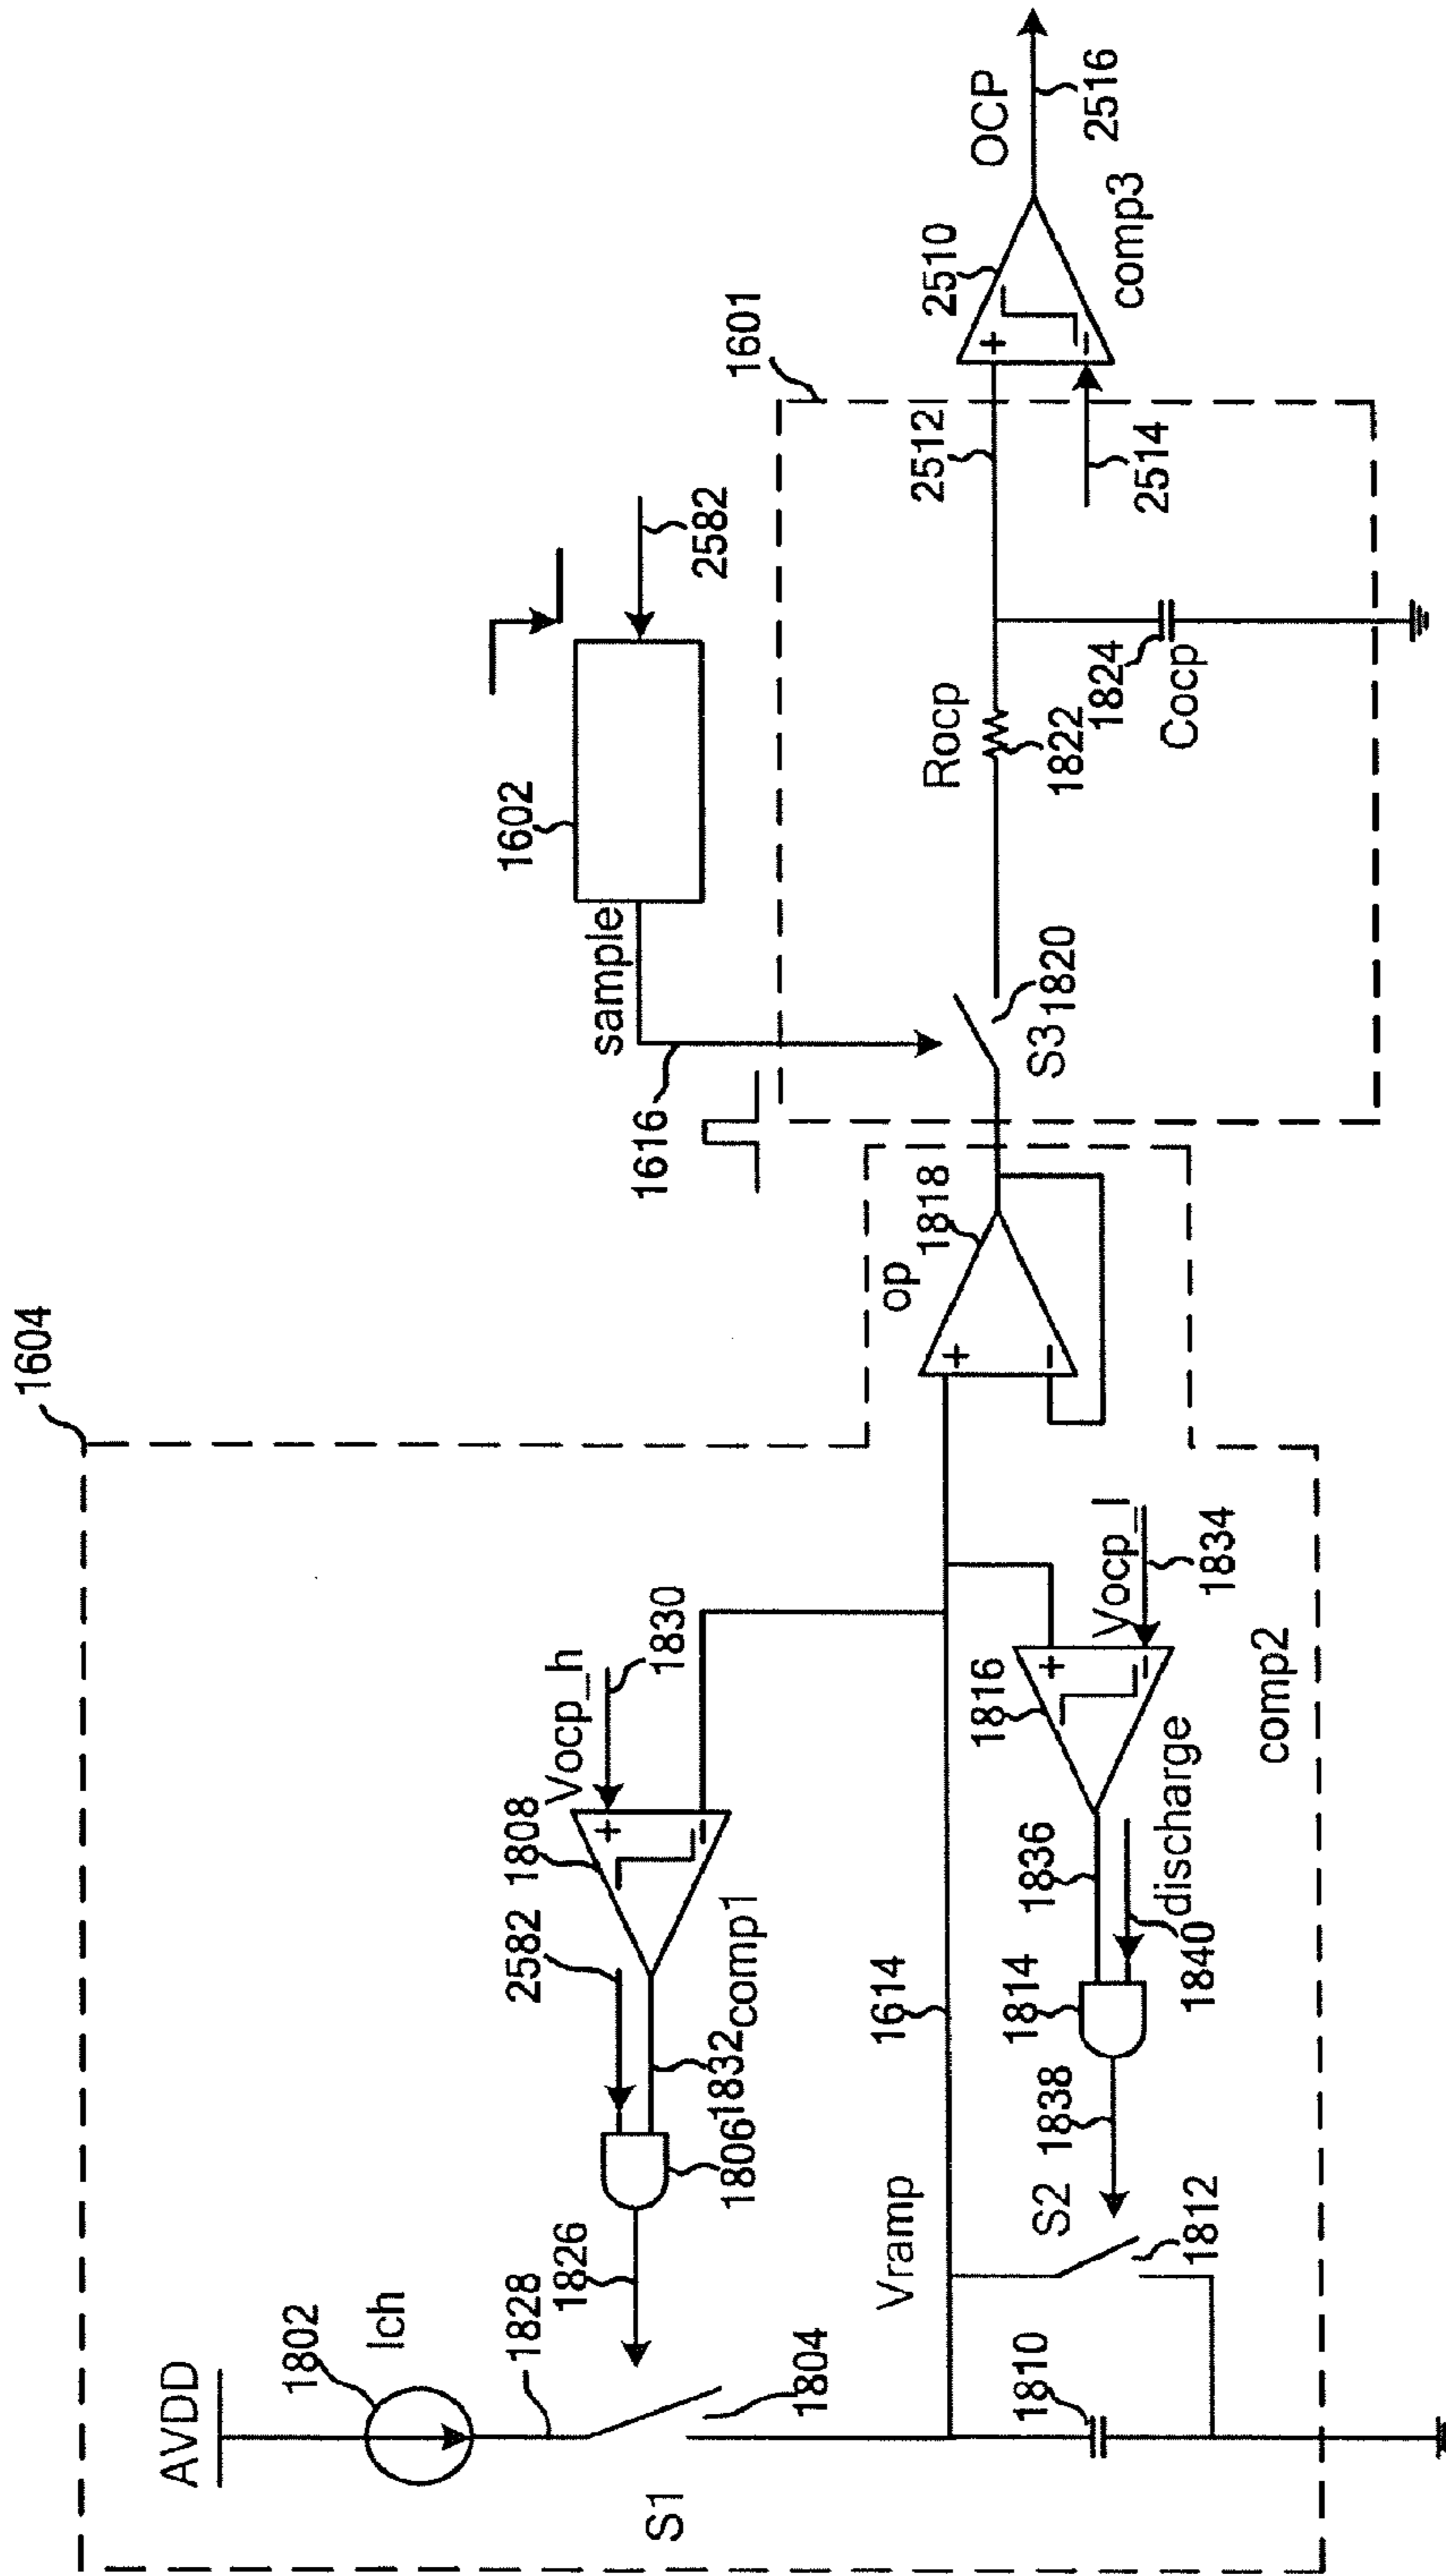 1604
AVDD
1802
Ich
1828
1826
S1
1804
1806
1832
comp1
2582
1808
Vocp_h
1830
Vramp
1614
1810
S2
1812
1838
1814
1840
discharge
1836
1816
Vocp_l
1834
comp2
op
1818
1616
sample
1602
2582
1601
S3
1820
Rocp
1822
1824
Cocp
2512
2514
2510
comp3
OCP
2516
+
−
+
−
+
−
+
−